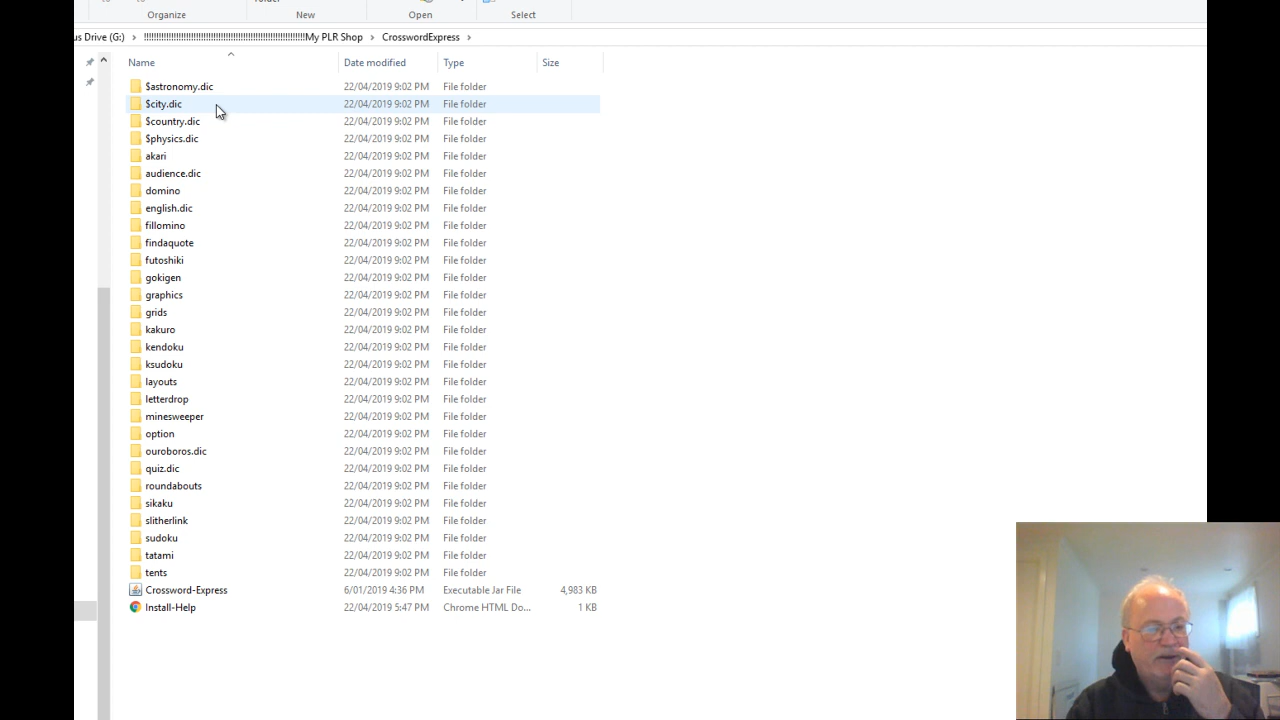 Organize New Open Select
us Drive (G:) › !!!!!!!!!!!!!!!!!!!!!!!!!!!!!!!!!!!!!!!!!!!!!!!!!!!!!!!!!!!!!My PLR Shop › CrosswordExpress ›
Name Date modified Type Size
$astronomy.dic 22/04/2019 9:02 PM File folder
$city.dic 22/04/2019 9:02 PM File folder
$country.dic 22/04/2019 9:02 PM File folder
$physics.dic 22/04/2019 9:02 PM File folder
akari 22/04/2019 9:02 PM File folder
audience.dic 22/04/2019 9:02 PM File folder
domino 22/04/2019 9:02 PM File folder
english.dic 22/04/2019 9:02 PM File folder
fillomino 22/04/2019 9:02 PM File folder
findaquote 22/04/2019 9:02 PM File folder
futoshiki 22/04/2019 9:02 PM File folder
gokigen 22/04/2019 9:02 PM File folder
graphics 22/04/2019 9:02 PM File folder
grids 22/04/2019 9:02 PM File folder
kakuro 22/04/2019 9:02 PM File folder
kendoku 22/04/2019 9:02 PM File folder
ksudoku 22/04/2019 9:02 PM File folder
layouts 22/04/2019 9:02 PM File folder
letterdrop 22/04/2019 9:02 PM File folder
minesweeper 22/04/2019 9:02 PM File folder
option 22/04/2019 9:02 PM File folder
ouroboros.dic 22/04/2019 9:02 PM File folder
quiz.dic 22/04/2019 9:02 PM File folder
roundabouts 22/04/2019 9:02 PM File folder
sikaku 22/04/2019 9:02 PM File folder
slitherlink 22/04/2019 9:02 PM File folder
sudoku 22/04/2019 9:02 PM File folder
tatami 22/04/2019 9:02 PM File folder
tents 22/04/2019 9:02 PM File folder
Crossword-Express 6/01/2019 4:36 PM Executable Jar File 4,983 KB
Install-Help 22/04/2019 5:47 PM Chrome HTML Do... 1 KB